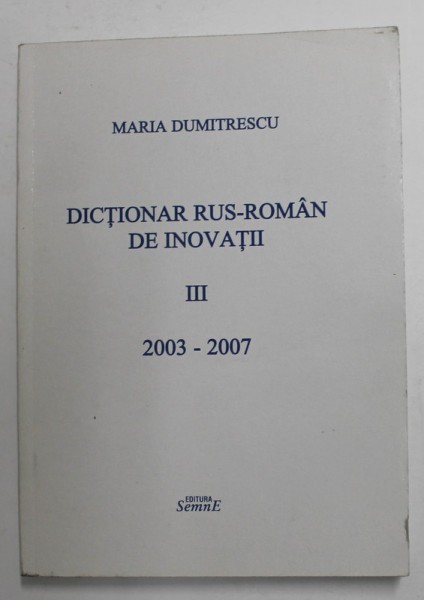 MARIA DUMITRESCU
DICȚIONAR RUS-ROMÂN
DE INOVAȚII
III
2003 - 2007
EDITURA
SemnE